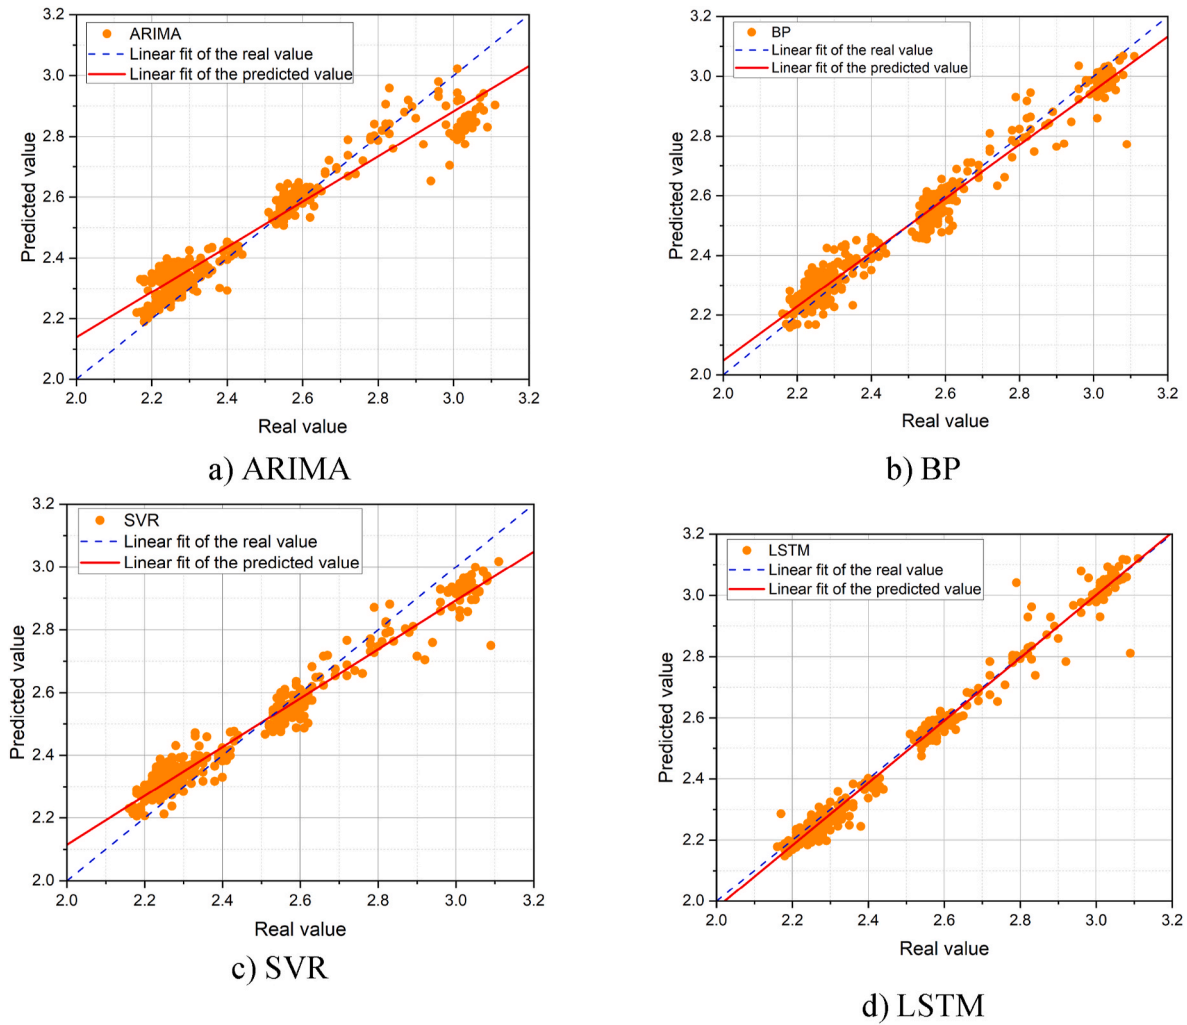 ARIMA
Linear fit of the real value
Linear fit of the predicted value
3.2
3.0
2.8
2.6
2.4
2.2
2.0
Predicted value
2.0 2.2 2.4 2.6 2.8 3.0 3.2
Real value
a) ARIMA
BP
Linear fit of the real value
Linear fit of the predicted value
3.2
3.0
2.8
2.6
2.4
2.2
2.0
Predicted value
2.0 2.2 2.4 2.6 2.8 3.0 3.2
Real value
b) BP
SVR
Linear fit of the real value
Linear fit of the predicted value
3.2
3.0
2.8
2.6
2.4
2.2
2.0
Predicted value
2.0 2.2 2.4 2.6 2.8 3.0 3.2
Real value
c) SVR
LSTM
Linear fit of the real value
Linear fit of the predicted value
3.2
3.0
2.8
2.6
2.4
2.2
2.0
Predicted value
2.0 2.2 2.4 2.6 2.8 3.0 3.2
Real value
d) LSTM